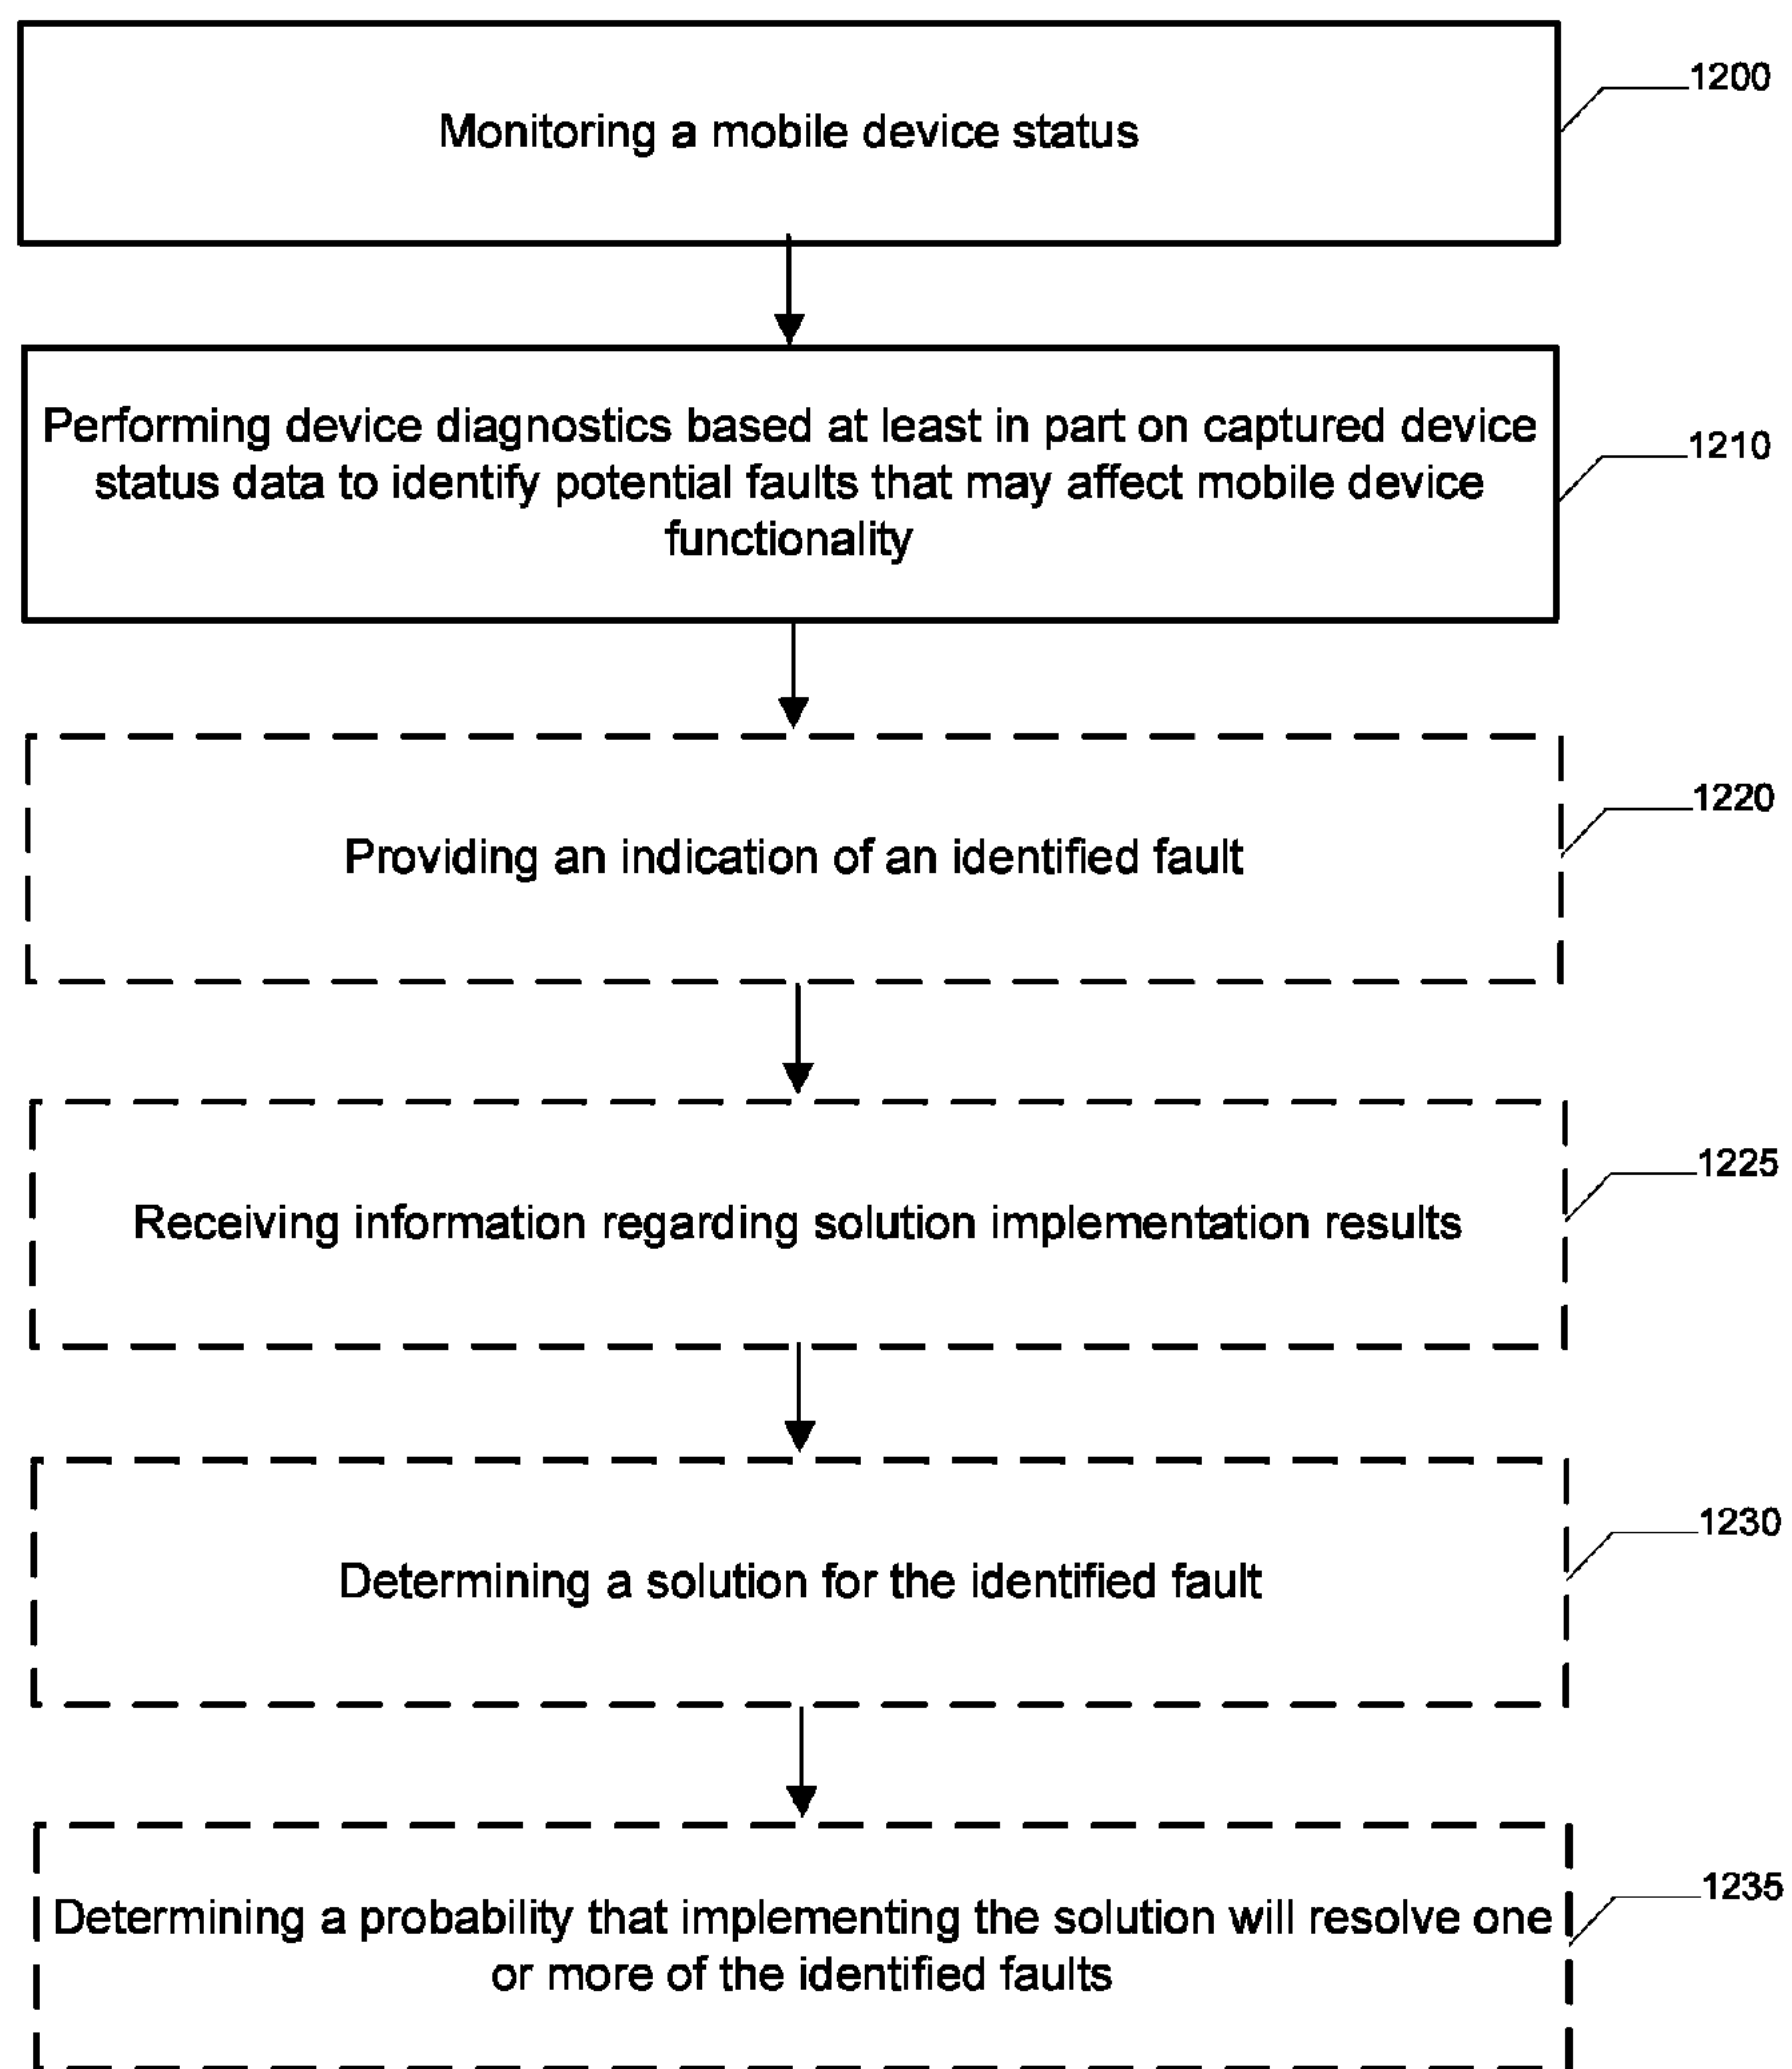 Monitoring a mobile device status
1200
Performing device diagnostics based at least in part on captured device
status data to identify potential faults that may affect mobile device
functionality
1210
Providing an indication of an identified fault
1220
Receiving information regarding solution implementation results
1225
Determining a solution for the identified fault
1230
Determining a probability that implementing the solution will resolve one
or more of the identified faults
1235